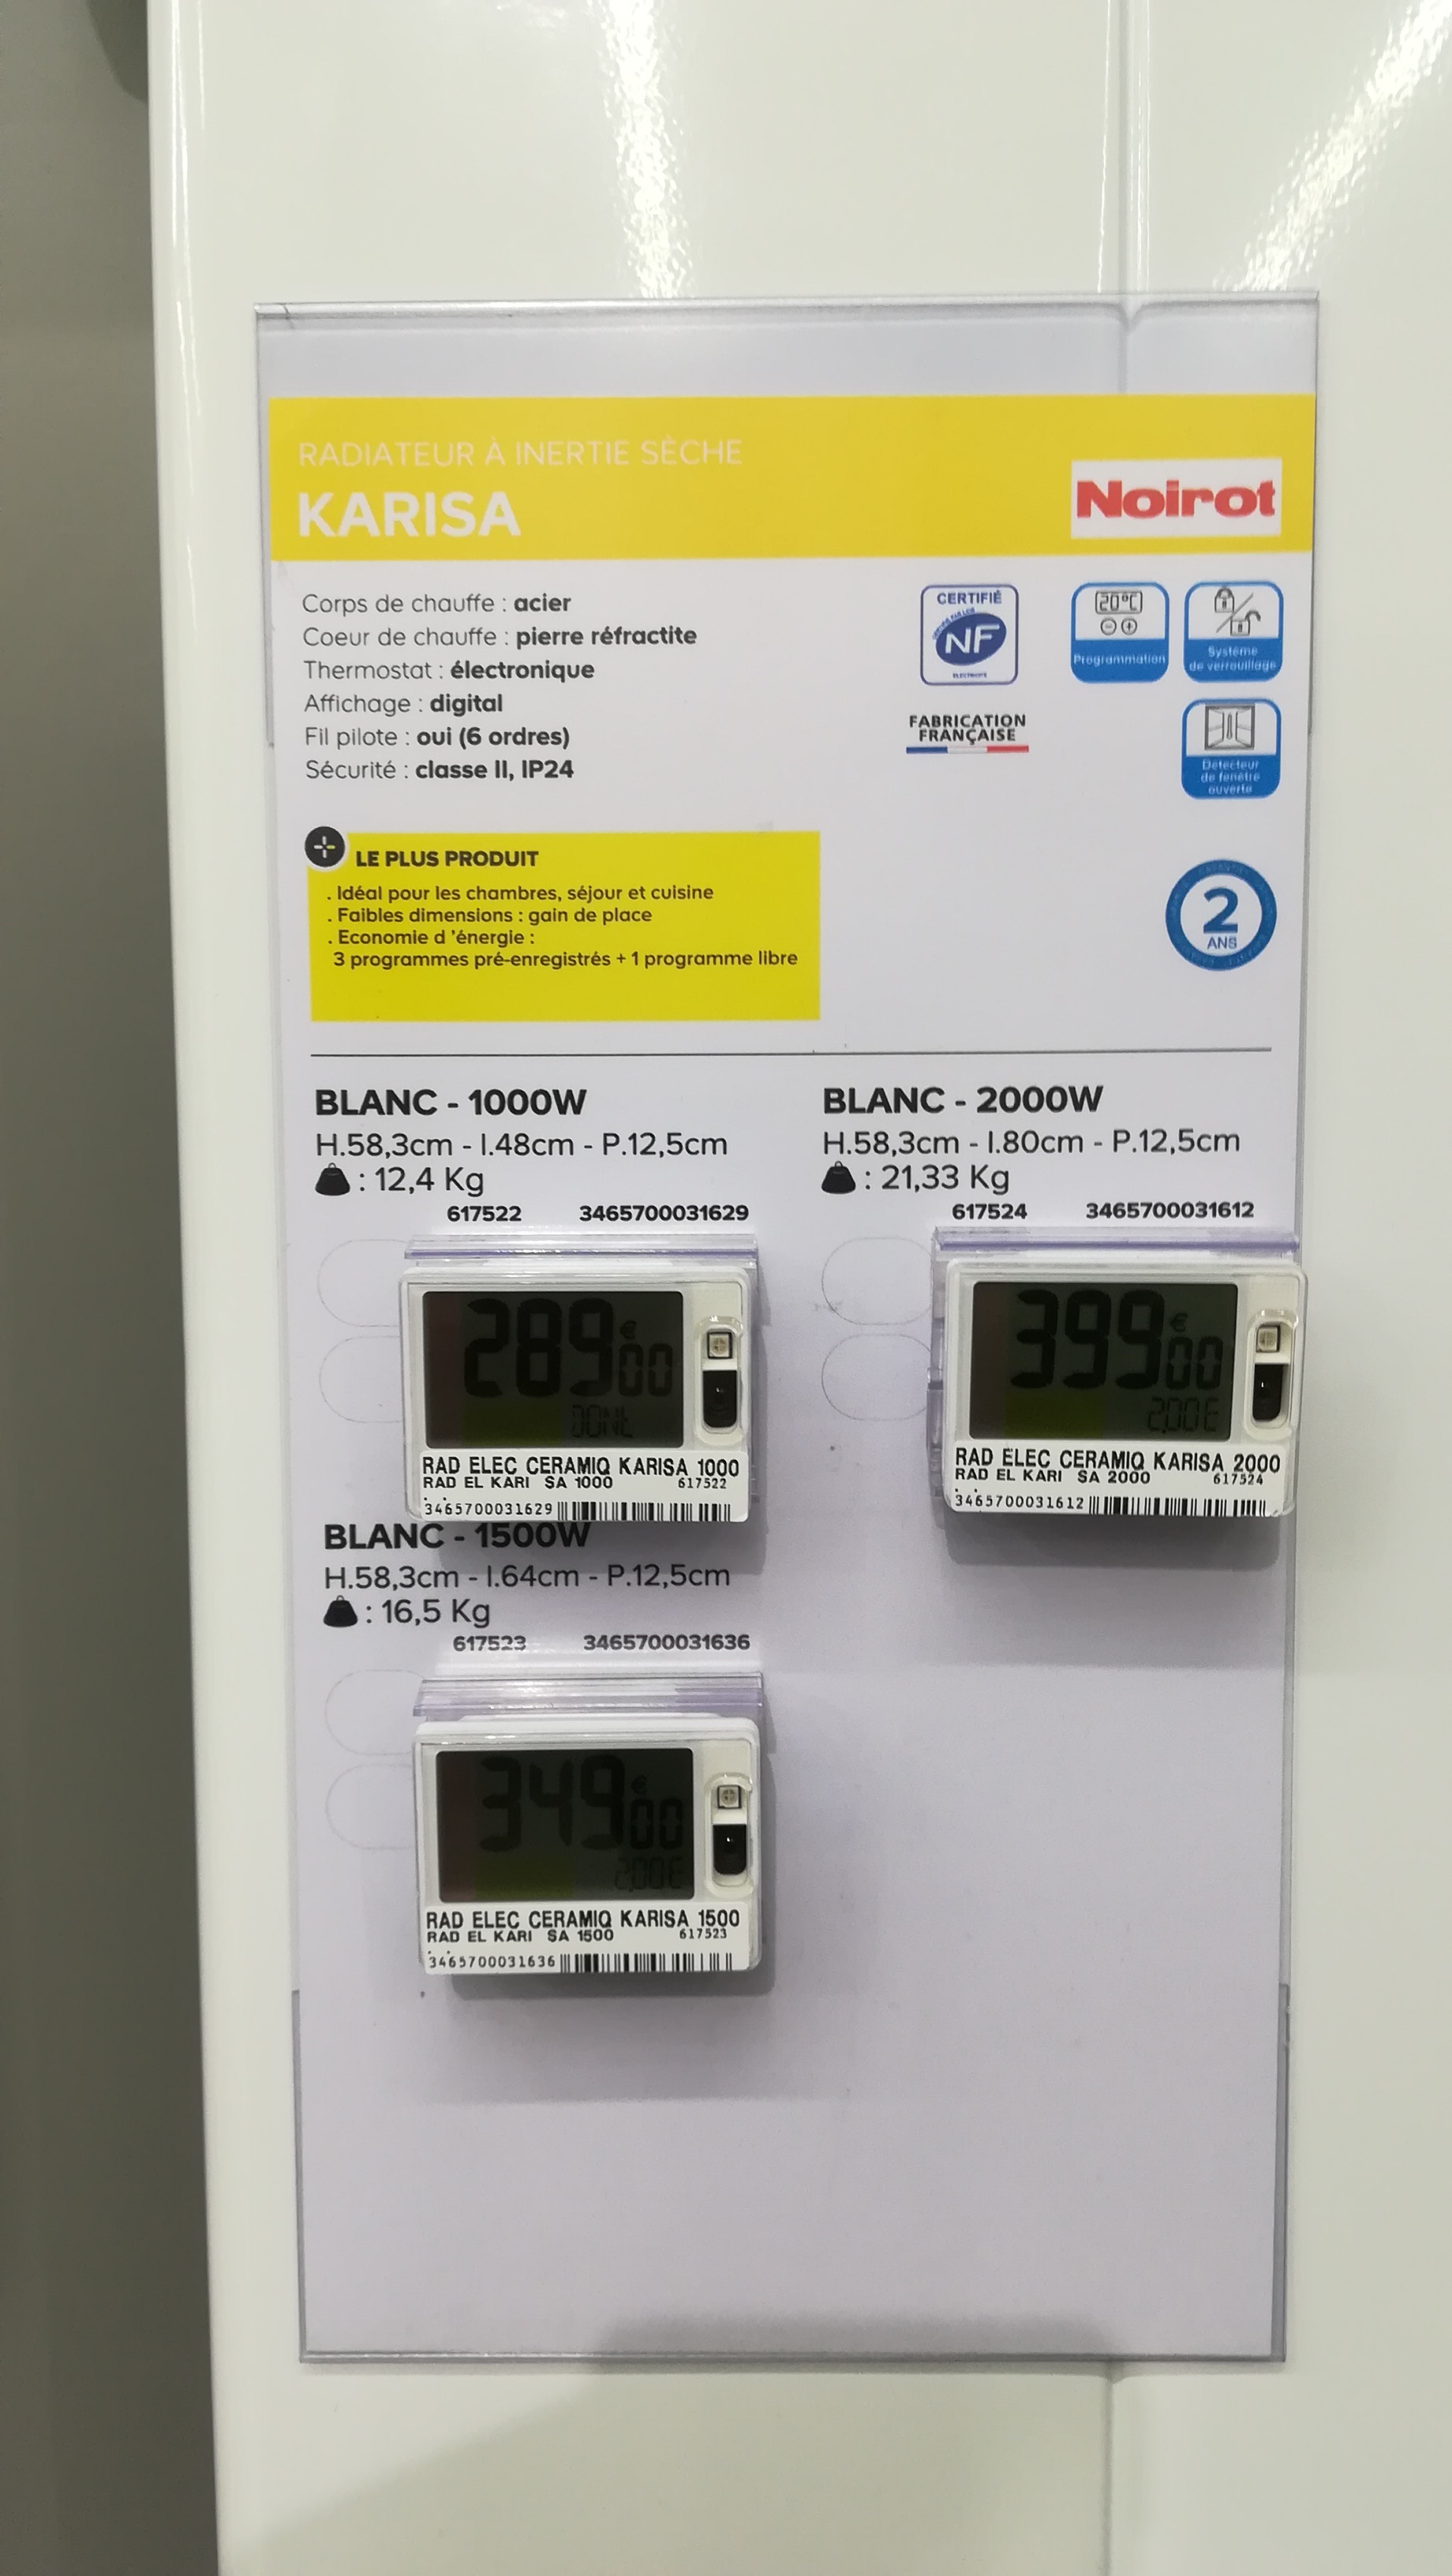 RADIATEUR À INERTIE SÈCHE
KARISA
Noirot
Corps de chauffe : acier
Coeur de chauffe : pierre réfractite
Thermostat : électronique
Affichage : digital
Fil pilote : oui (6 ordres)
Sécurité : classe II, IP24
CERTIFIÉ
NF
FABRICATION
FRANÇAISE
20°C
Programmation
Système
de verrouillage
Détecteur
de fenêtre
ouverte
LE PLUS PRODUIT
. Idéal pour les chambres, séjour et cuisine
. Faibles dimensions : gain de place
. Economie d 'énergie :
3 programmes pré-enregistrés + 1 programme libre
2
ANS
BLANC - 1000W
H.58,3cm - l.48cm - P.12,5cm
: 12,4 Kg
617522 3465700031629
289€00
DONt
RAD ELEC CERAMIQ KARISA 1000
RAD EL KARI SA 1000 617522
3465700031629
BLANC - 2000W
H.58,3cm - l.80cm - P.12,5cm
: 21,33 Kg
617524 3465700031612
399€00
2,00E
RAD ELEC CERAMIQ KARISA 2000
RAD EL KARI SA 2000 617524
3465700031612
BLANC - 1500W
H.58,3cm - l.64cm - P.12,5cm
: 16,5 Kg
617523 3465700031636
349€00
2,00E
RAD ELEC CERAMIQ KARISA 1500
RAD EL KARI SA 1500 617523
3465700031636